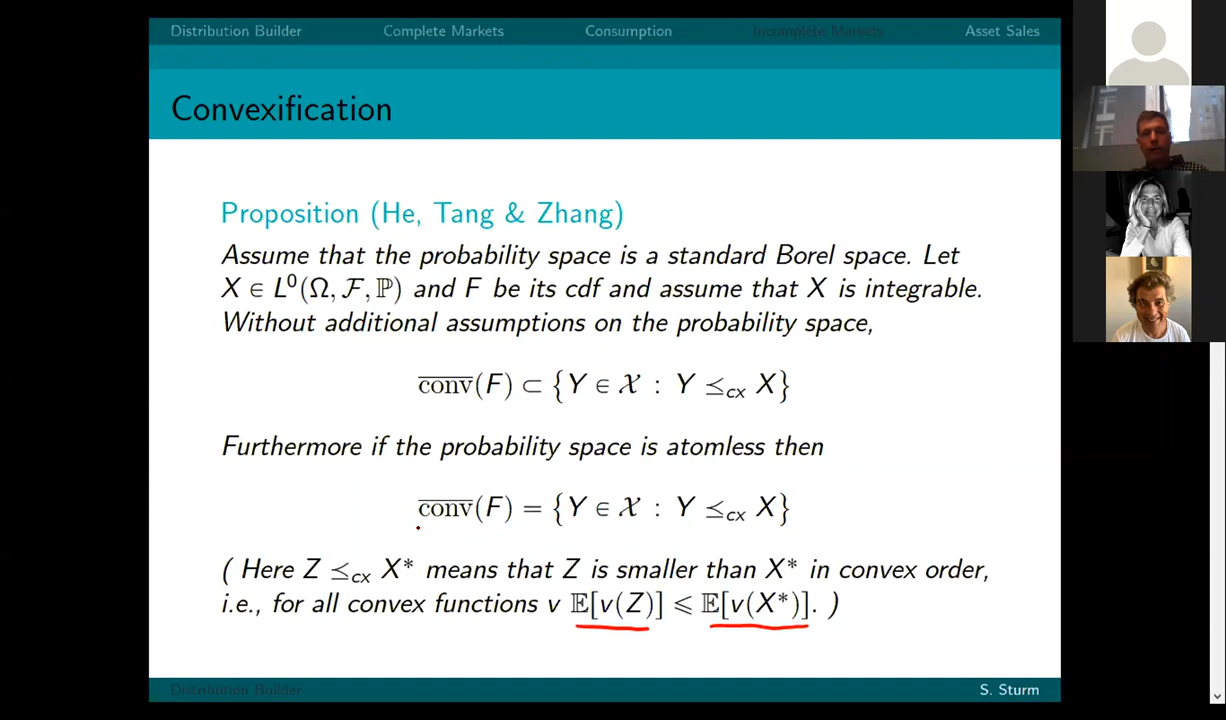 Distribution Builder Complete Markets Consumption Incomplete Markets Asset Sales
Convexification
Proposition (He, Tang & Zhang)
Assume that the probability space is a standard Borel space. Let
X ∈ L⁰(Ω, ℱ, ℙ) and F be its cdf and assume that X is integrable.
Without additional assumptions on the probability space,
c̅o̅n̅v̅(F) ⊂ {Y ∈ 𝒳 : Y ⪯cx X}
Furthermore if the probability space is atomless then
c̅o̅n̅v̅(F) = {Y ∈ 𝒳 : Y ⪯cx X}
( Here Z ⪯cx X* means that Z is smaller than X* in convex order,
i.e., for all convex functions v 𝔼[v(Z)] ⩽ 𝔼[v(X*)]. )
Distribution Builder S. Sturm